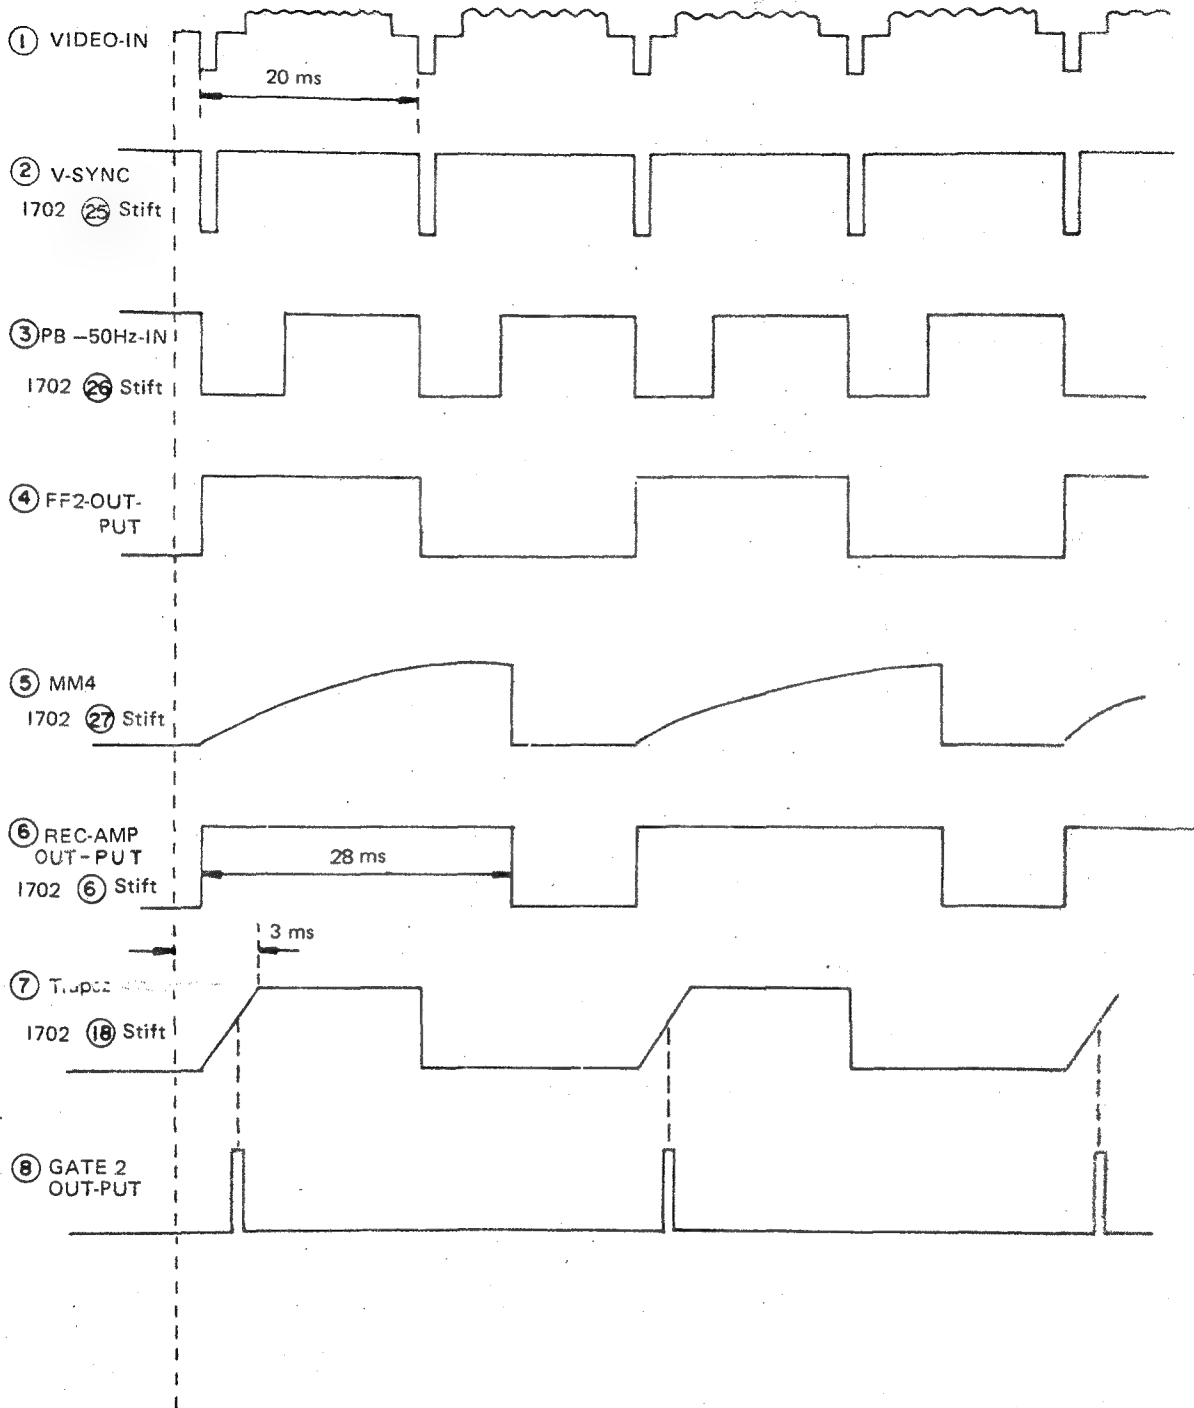 ① VIDEO-IN
20 ms
② V-SYNC
1702 ㉕ Stift
③ PB –50Hz-IN
1702 ㉖ Stift
④ FF2-OUT-
PUT
⑤ MM4
1702 ㉗ Stift
⑥ REC-AMP
OUT-PUT
28 ms
1702 ⑥ Stift
3 ms
⑦
1702 ⑱ Stift
⑧ GATE 2
OUT-PUT